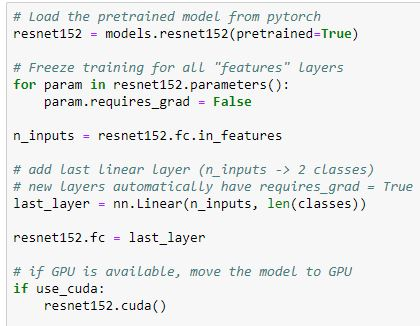 # Load the pretrained model from pytorch
resnet152 = models.resnet152(pretrained=True)
# Freeze training for all "features" layers
for param in resnet152.parameters():
    param.requires_grad = False
n_inputs = resnet152.fc.in_features
# add last linear layer (n_inputs -> 2 classes)
# new layers automatically have requires_grad = True
last_layer = nn.Linear(n_inputs, len(classes))
resnet152.fc = last_layer
# if GPU is available, move the model to GPU
if use_cuda:
    resnet152.cuda()